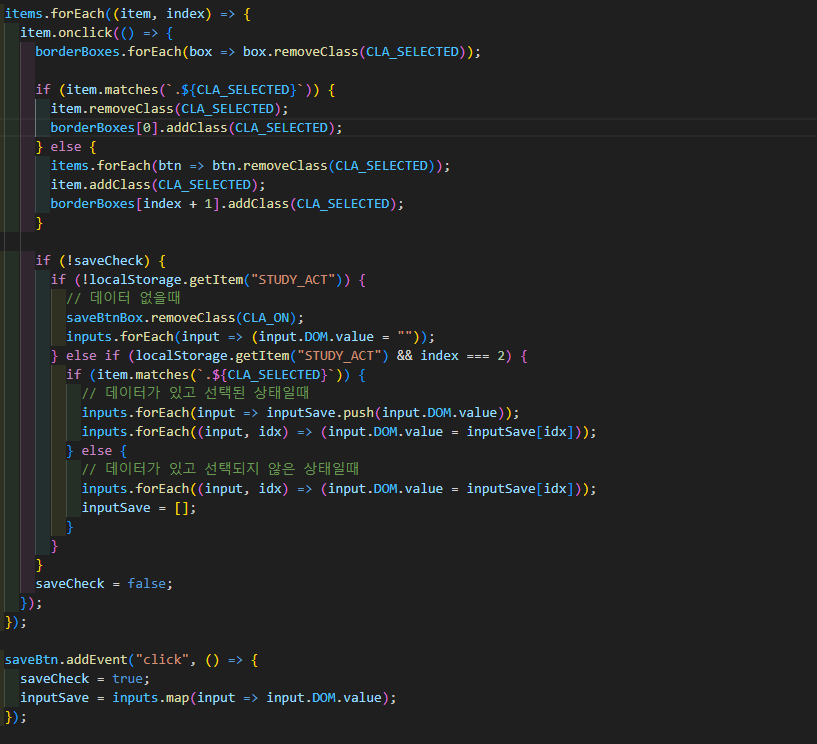 items.forEach((item, index) => {
  item.onclick(() => {
    borderBoxes.forEach(box => box.removeClass(CLA_SELECTED));

    if (item.matches(`.${CLA_SELECTED}`)) {
      item.removeClass(CLA_SELECTED);
      borderBoxes[0].addClass(CLA_SELECTED);
    } else {
      items.forEach(btn => btn.removeClass(CLA_SELECTED));
      item.addClass(CLA_SELECTED);
      borderBoxes[index + 1].addClass(CLA_SELECTED);
    }

    if (!saveCheck) {
      if (!localStorage.getItem("STUDY_ACT")) {
        // 데이터 없을때
        saveBtnBox.removeClass(CLA_ON);
        inputs.forEach(input => (input.DOM.value = ""));
      } else if (localStorage.getItem("STUDY_ACT") && index === 2) {
        if (item.matches(`.${CLA_SELECTED}`)) {
          // 데이터가 있고 선택된 상태일때
          inputs.forEach(input => inputSave.push(input.DOM.value));
          inputs.forEach((input, idx) => (input.DOM.value = inputSave[idx]));
        } else {
          // 데이터가 있고 선택되지 않은 상태일때
          inputs.forEach((input, idx) => (input.DOM.value = inputSave[idx]));
          inputSave = [];
        }
      }
    }
    saveCheck = false;
  });
});

saveBtn.addEvent("click", () => {
  saveCheck = true;
  inputSave = inputs.map(input => input.DOM.value);
});